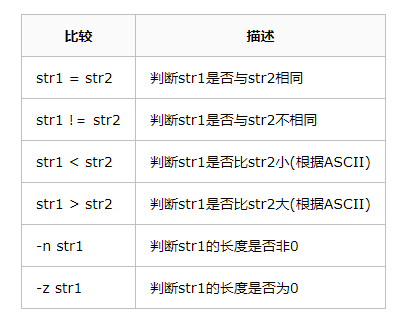 比较 描述
str1 = str2 判断str1是否与str2相同
str1 != str2 判断str1是否与str2不相同
str1 < str2 判断str1是否比str2小(根据ASCII)
str1 > str2 判断str1是否比str2大(根据ASCII)
-n str1 判断str1的长度是否非0
-z str1 判断str1的长度是否为0